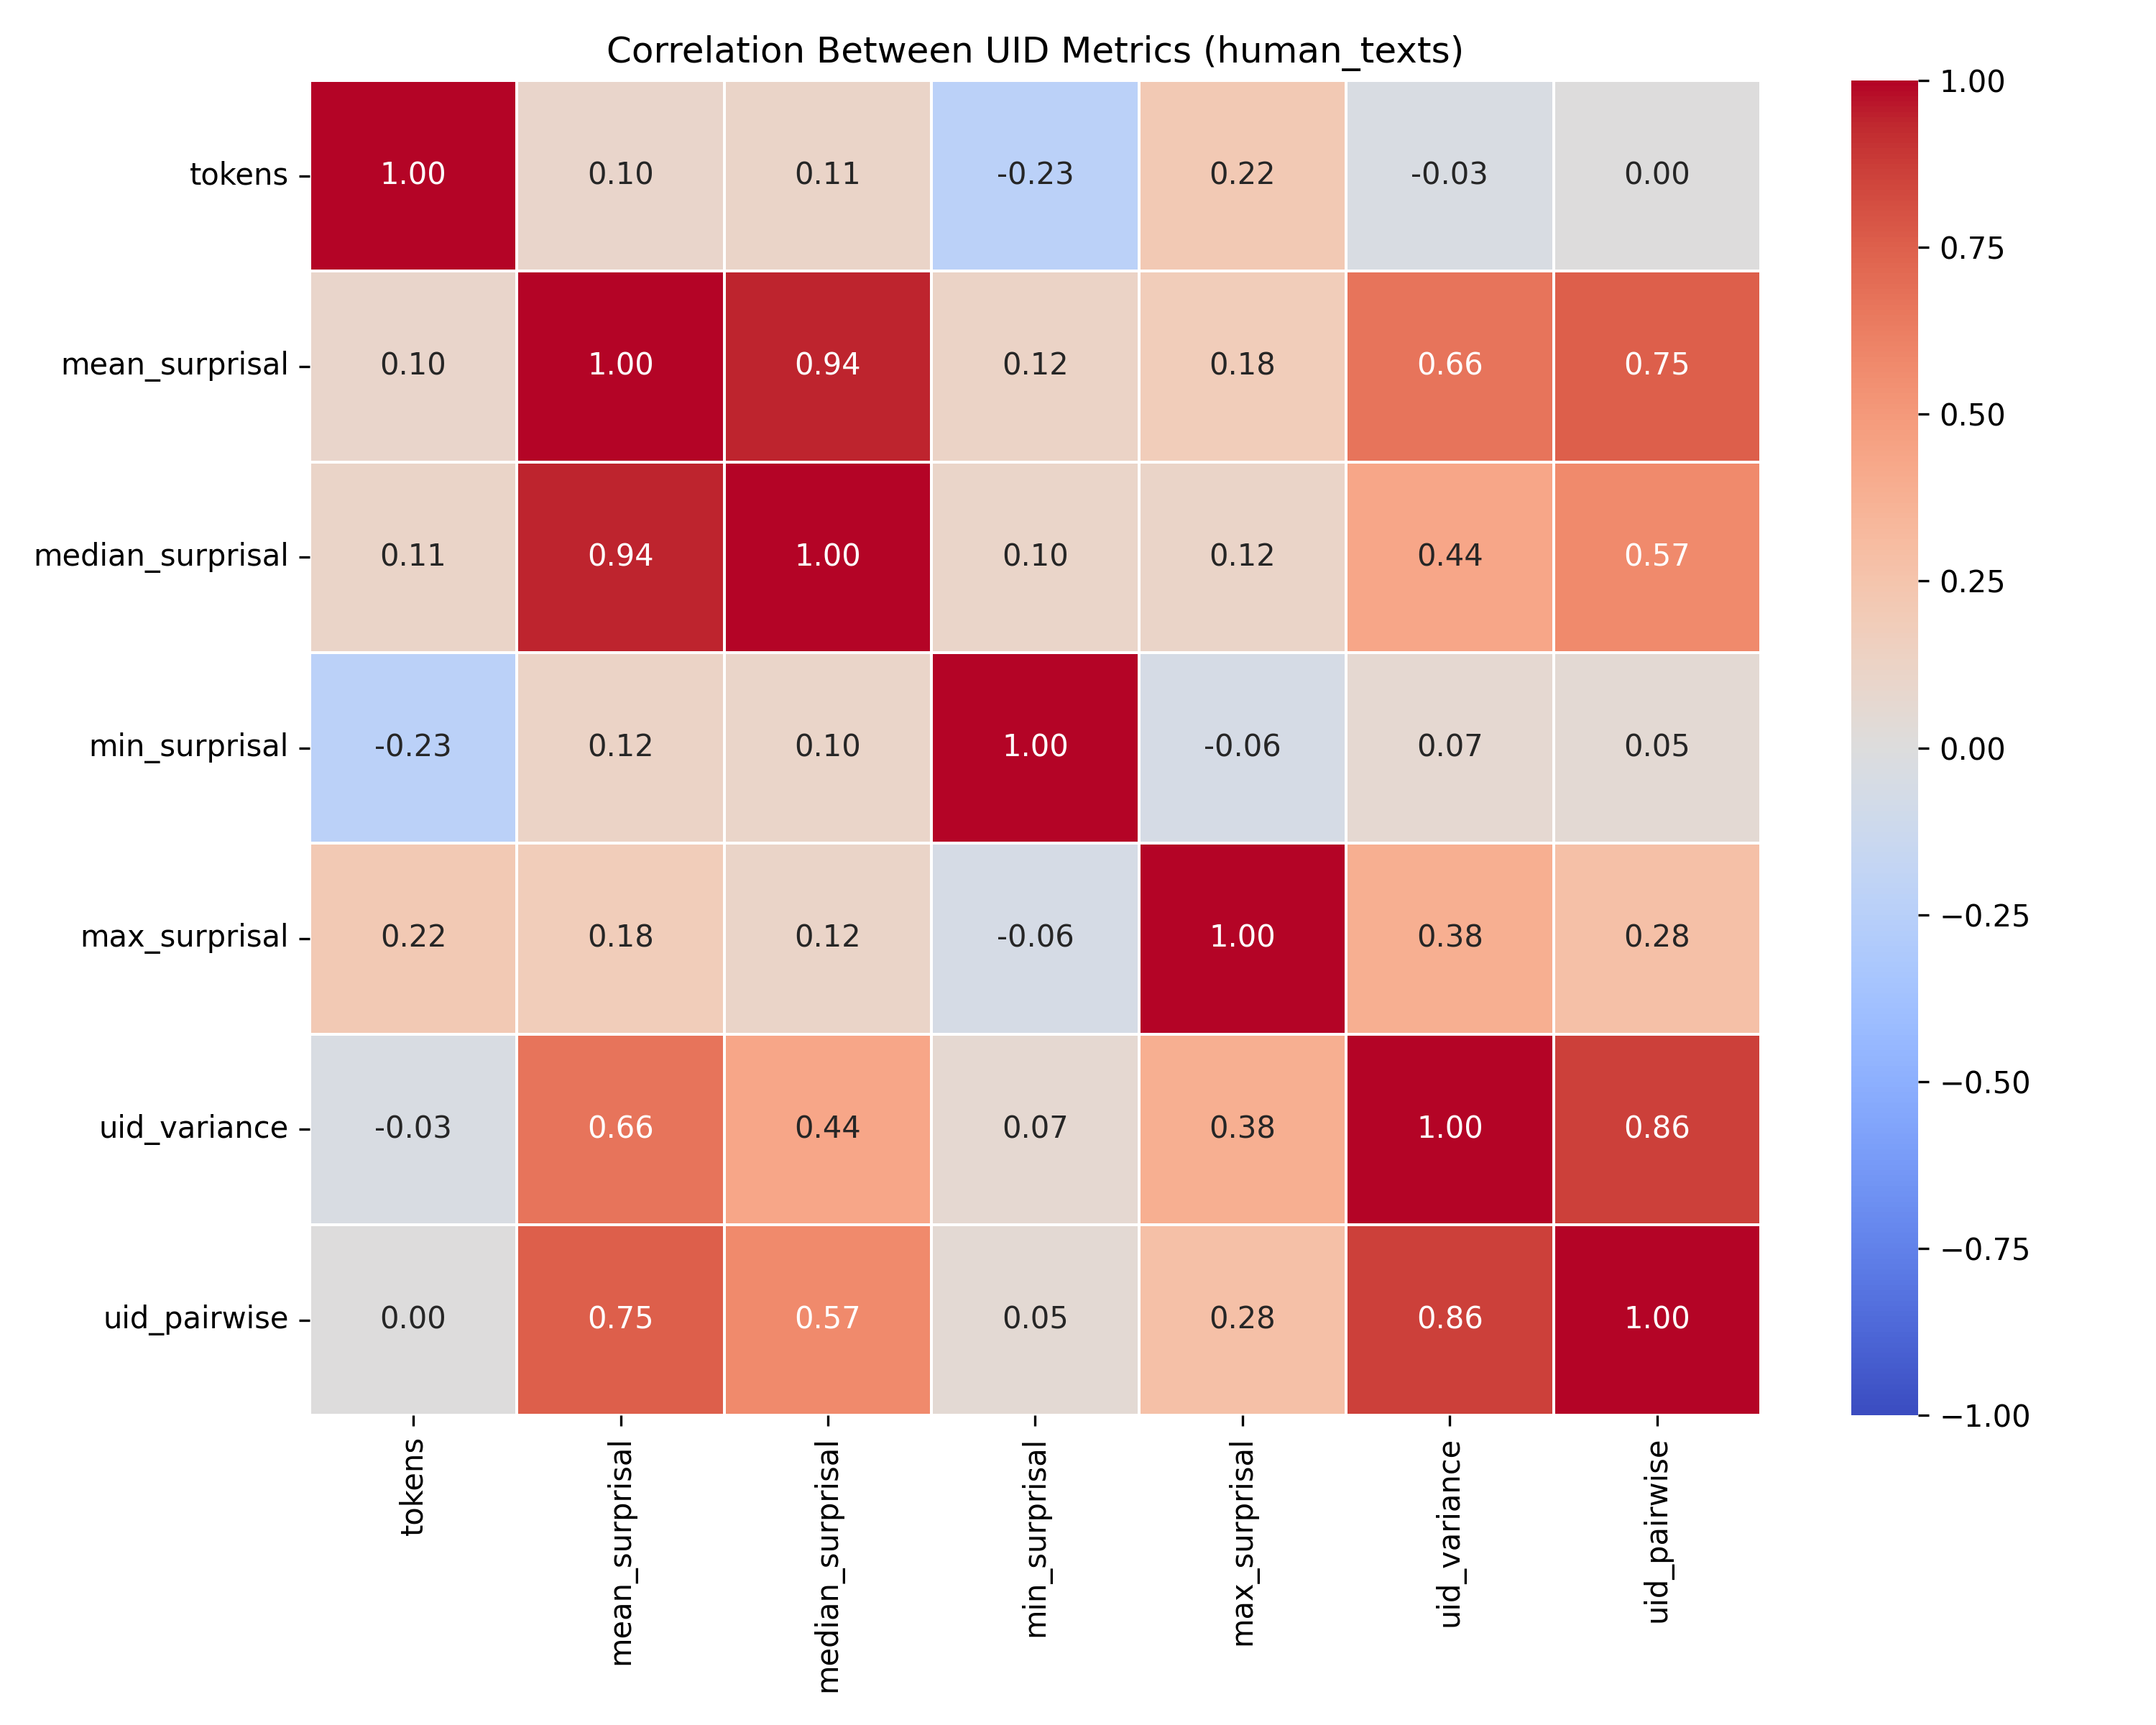 Correlation Between UID Metrics (human_texts)
tokens 1.00 0.10 0.11 -0.23 0.22 -0.03 0.00
mean_surprisal 0.10 1.00 0.94 0.12 0.18 0.66 0.75
median_surprisal 0.11 0.94 1.00 0.10 0.12 0.44 0.57
min_surprisal -0.23 0.12 0.10 1.00 -0.06 0.07 0.05
max_surprisal 0.22 0.18 0.12 -0.06 1.00 0.38 0.28
uid_variance -0.03 0.66 0.44 0.07 0.38 1.00 0.86
uid_pairwise 0.00 0.75 0.57 0.05 0.28 0.86 1.00
tokens
mean_surprisal
median_surprisal
min_surprisal
max_surprisal
uid_variance
uid_pairwise
1.00
0.75
0.50
0.25
0.00
−0.25
−0.50
−0.75
−1.00